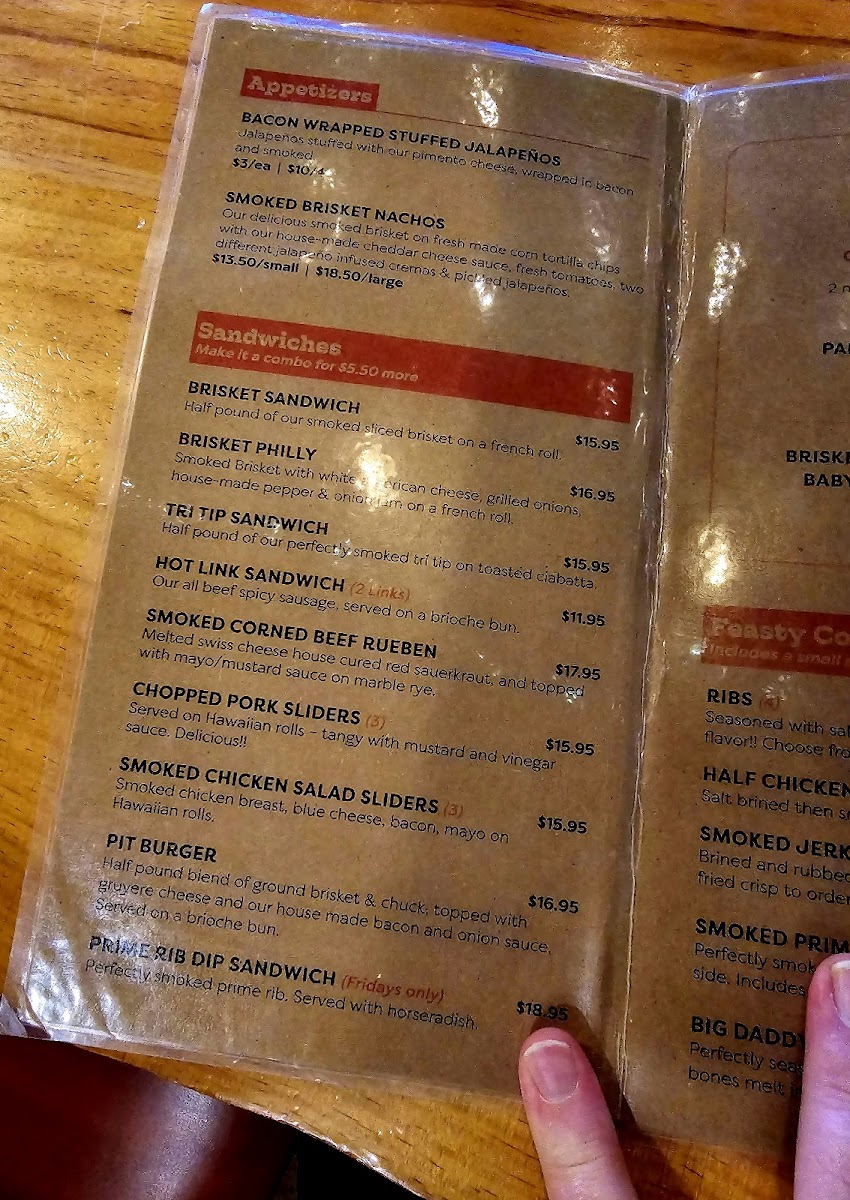 Appetizers
BACON WRAPPED STUFFED JALAPEÑOS
Jalapeños stuffed with our pimento cheese, wrapped in bacon
and smoked
$3/ea | $10/4
SMOKED BRISKET NACHOS
Our delicious smoked brisket on fresh made corn tortilla chips
with our house-made cheddar cheese sauce, fresh tomatoes, two
different jalapeño infused cremas & pickled jalapeños.
$13.50/small | $18.50/large
Sandwiches
Make it a combo for $5.50 more
BRISKET SANDWICH
Half pound of our smoked sliced brisket on a french roll. $15.95
BRISKET PHILLY
Smoked Brisket with white American cheese, grilled onions, $16.95
house-made pepper & onion jam on a french roll.
TRI TIP SANDWICH
Half pound of our perfectly smoked tri tip on toasted ciabatta. $15.95
HOT LINK SANDWICH (2 Links)
Our all beef spicy sausage, served on a brioche bun. $11.95
SMOKED CORNED BEEF RUEBEN
Melted swiss cheese house cured red sauerkraut, and topped $17.95
with mayo/mustard sauce on marble rye.
CHOPPED PORK SLIDERS (3)
Served on Hawaiian rolls – tangy with mustard and vinegar $15.95
sauce. Delicious!!
SMOKED CHICKEN SALAD SLIDERS (3)
Smoked chicken breast, blue cheese, bacon, mayo on $15.95
Hawaiian rolls.
PIT BURGER
Half pound blend of ground brisket & chuck, topped with $16.95
gruyere cheese and our house made bacon and onion sauce.
Served on a brioche bun.
PRIME RIB DIP SANDWICH (Fridays only)
Perfectly smoked prime rib. Served with horseradish. $18.95
2
PA
BRISKE
BABY
Feasty Co
Includes a small
RIBS (4)
Seasoned with sal
flavor!! Choose fro
HALF CHICKEN
Salt brined then s
SMOKED JERK
Brined and rubbed
fried crisp to order
SMOKED PRIM
Perfectly smok
side. Includes
BIG DADDY
Perfectly sea
bones melt i